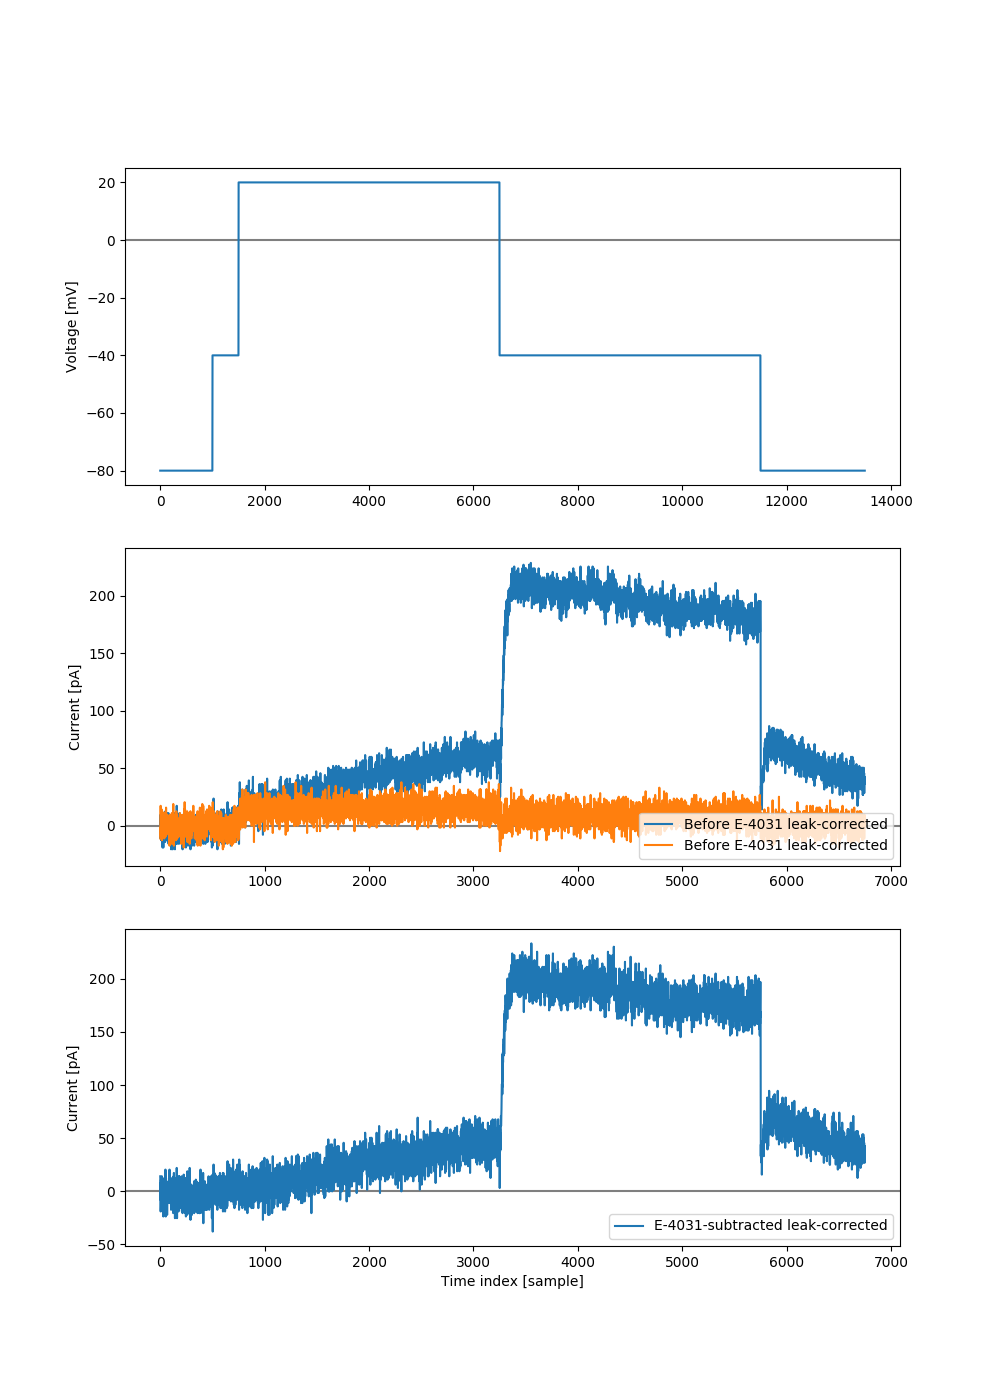 20
0
−20
−40
−60
−80
Voltage [mV]
0 2000 4000 6000 8000 10000 12000 14000
200
150
100
50
0
Current [pA]
Before E-4031 leak-corrected
Before E-4031 leak-corrected
0 1000 2000 3000 4000 5000 6000 7000
200
150
100
50
0
−50
Current [pA]
E-4031-subtracted leak-corrected
0 1000 2000 3000 4000 5000 6000 7000
Time index [sample]